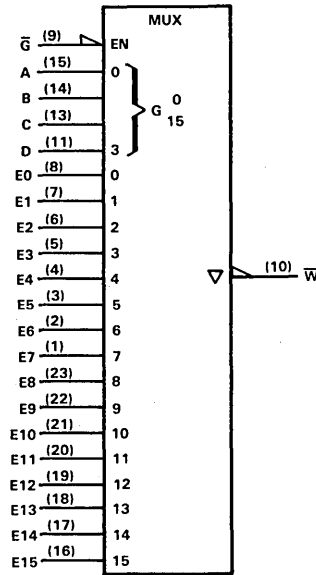 MUX
G̅ (9) EN
A (15) 0
B (14)
C (13)
D (11) 3
G 0 15
E0 (8) 0
E1 (7) 1
E2 (6) 2
E3 (5) 3
E4 (4) 4
E5 (3) 5
E6 (2) 6
E7 (1) 7
E8 (23) 8
E9 (22) 9
E10 (21) 10
E11 (20) 11
E12 (19) 12
E13 (18) 13
E14 (17) 14
E15 (16) 15
(10) W̅